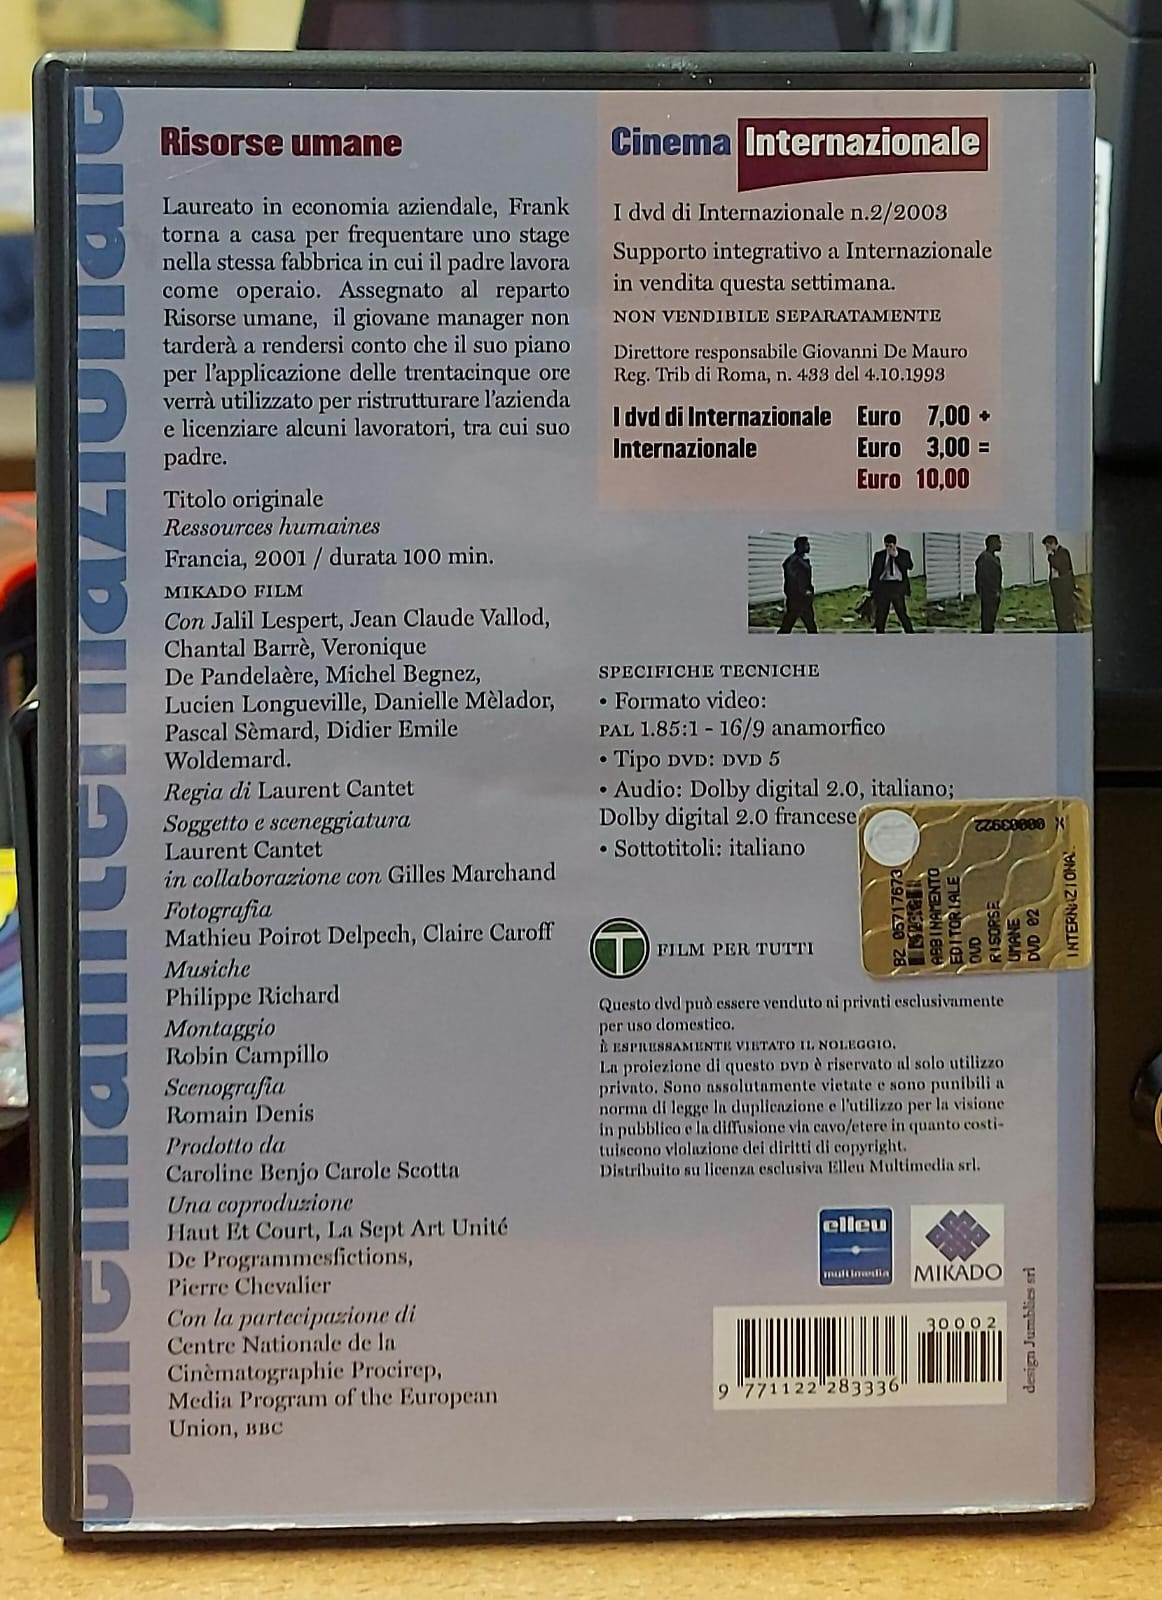 Risorse umane
Laureato in economia aziendale, Frank
torna a casa per frequentare uno stage
nella stessa fabbrica in cui il padre lavora
come operaio. Assegnato al reparto
Risorse umane, il giovane manager non
tarderà a rendersi conto che il suo piano
per l'applicazione delle trentacinque ore
verrà utilizzato per ristrutturare l'azienda
e licenziare alcuni lavoratori, tra cui suo
padre.
Titolo originale
Ressources humaines
Francia, 2001 / durata 100 min.
MIKADO FILM
Con Jalil Lespert, Jean Claude Vallod,
Chantal Barrè, Veronique
De Pandelaère, Michel Begnez,
Lucien Longueville, Danielle Mèlador,
Pascal Sèmard, Didier Emile
Woldemard.
Regia di Laurent Cantet
Soggetto e sceneggiatura
Laurent Cantet
in collaborazione con Gilles Marchand
Fotografia
Mathieu Poirot Delpech, Claire Caroff
Musiche
Philippe Richard
Montaggio
Robin Campillo
Scenografia
Romain Denis
Prodotto da
Caroline Benjo Carole Scotta
Una coproduzione
Haut Et Court, La Sept Art Unité
De Programmesfictions,
Pierre Chevalier
Con la partecipazione di
Centre Nationale de la
Cinèmatographie Procirep,
Media Program of the European
Union, BBC
Cinema Internazionale
I dvd di Internazionale n.2/2003
Supporto integrativo a Internazionale
in vendita questa settimana.
NON VENDIBILE SEPARATAMENTE
Direttore responsabile Giovanni De Mauro
Reg. Trib di Roma, n. 433 del 4.10.1993
I dvd di Internazionale Euro 7,00 +
Internazionale Euro 3,00 =
Euro 10,00
SPECIFICHE TECNICHE
• Formato video:
PAL 1.85:1 - 16/9 anamorfico
• Tipo DVD: DVD 5
• Audio: Dolby digital 2.0, italiano;
Dolby digital 2.0 francese
• Sottotitoli: italiano
X 00003922
BZ 05717673
ABBINAMENTO
EDITORIALE
DVD
RISORSE
UMANE
DVD 02
INTERNAZIONA
T FILM PER TUTTI
Questo dvd può essere venduto ai privati esclusivamente
per uso domestico.
È ESPRESSAMENTE VIETATO IL NOLEGGIO.
La proiezione di questo DVD è riservato al solo utilizzo
privato. Sono assolutamente vietate e sono punibili a
norma di legge la duplicazione e l'utilizzo per la visione
in pubblico e la diffusione via cavo/etere in quanto costi-
tuiscono violazione dei diritti di copyright.
Distribuito su licenza esclusiva Elleu Multimedia srl.
elleu
multimedia
MIKADO
30002
9 771122 283336
design Jumblies srl